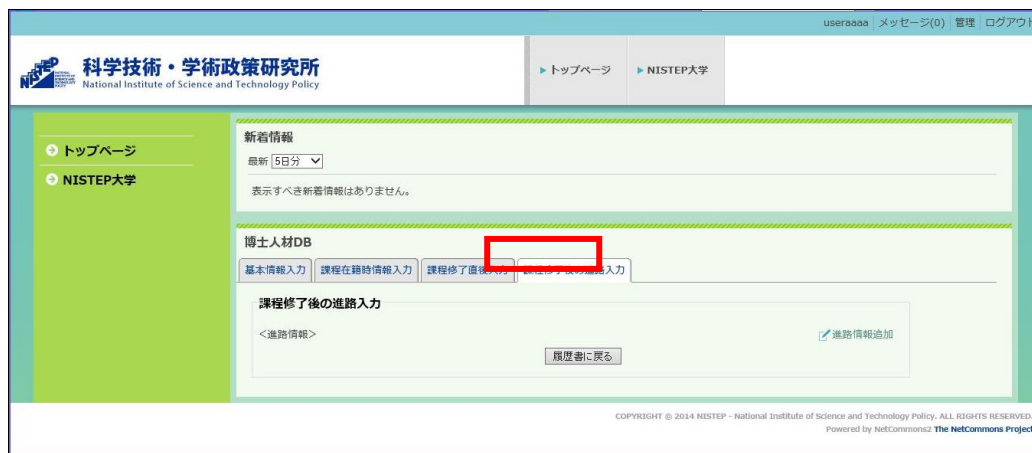 useraaaa メッセージ(0) 管理 ログアウト
NISTEP
科学技術・学術政策研究所
National Institute of Science and Technology Policy
トップページ NISTEP大学
トップページ
NISTEP大学
新着情報
最新 5日分
表示すべき新着情報はありません。
博士人材DB
基本情報入力 課程在籍時情報入力 課程修了直後入力 課程修了後の進路入力
課程修了後の進路入力
<進路情報> 進路情報追加
履歴書に戻る
COPYRIGHT © 2014 NISTEP - National Institute of Science and Technology Policy. ALL RIGHTS RESERVED.
Powered by NetCommons2 The NetCommons Project